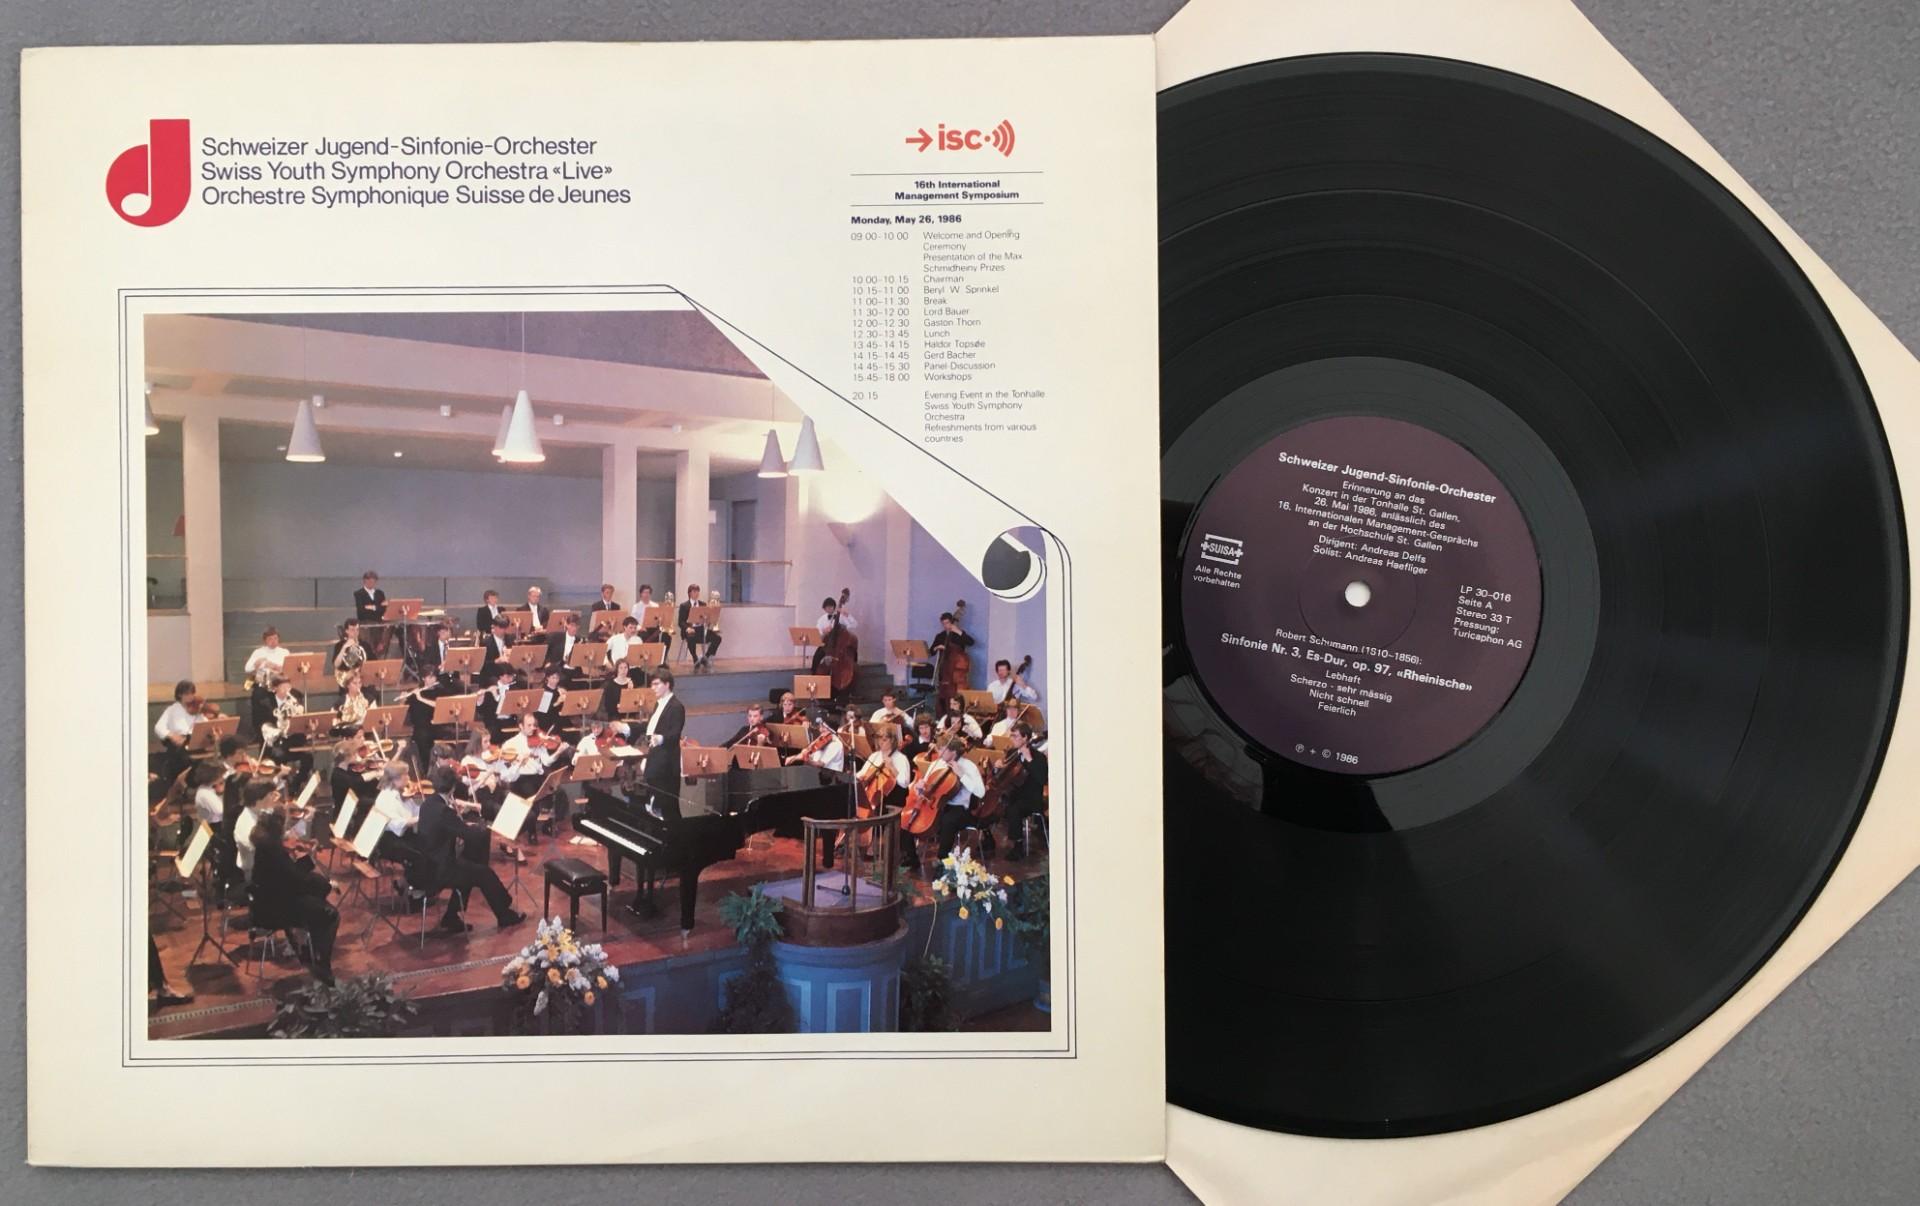 Schweizer Jugend-Sinfonie-Orchester
Swiss Youth Symphony Orchestra «Live»
Orchestre Symphonique Suisse de Jeunes
isc
16th International
Management Symposium
Monday, May 26, 1986
09 00-10 00 Welcome and Opening
Ceremony
Presentation of the Max
Schmidheiny Prizes
10 00-10 15 Chairman
10 15-11 00 Beryl W. Sprinkel
11 00-11 30 Break
11 30-12 00 Lord Bauer
12 00-12 30 Gaston Thorn
12 30-13 45 Lunch
13 45-14 15 Haldor Topsøe
14 15-14 45 Gerd Bacher
14 45-15 30 Panel-Discussion
15 45-18 00 Workshops
20 15 Evening Event in the Tonhalle
Swiss Youth Symphony
Orchestra
Refreshments from various
countries
Schweizer Jugend-Sinfonie-Orchester
Erinnerung an das
Konzert in der Tonhalle St. Gallen,
26. Mai 1986, anlässlich des
16. Internationalen Management-Gesprächs
an der Hochschule St. Gallen
Dirigent: Andreas Delfs
Solist: Andreas Haefliger
SUISA
Alle Rechte
vorbehalten
LP 30-016
Seite A
Stereo 33 T
Pressung:
Turicaphon AG
Robert Schumann (1810-1856):
Sinfonie Nr. 3, Es-Dur, op. 97, «Rheinische»
Lebhaft
Scherzo - sehr mässig
Nicht schnell
Feierlich
℗ + © 1986